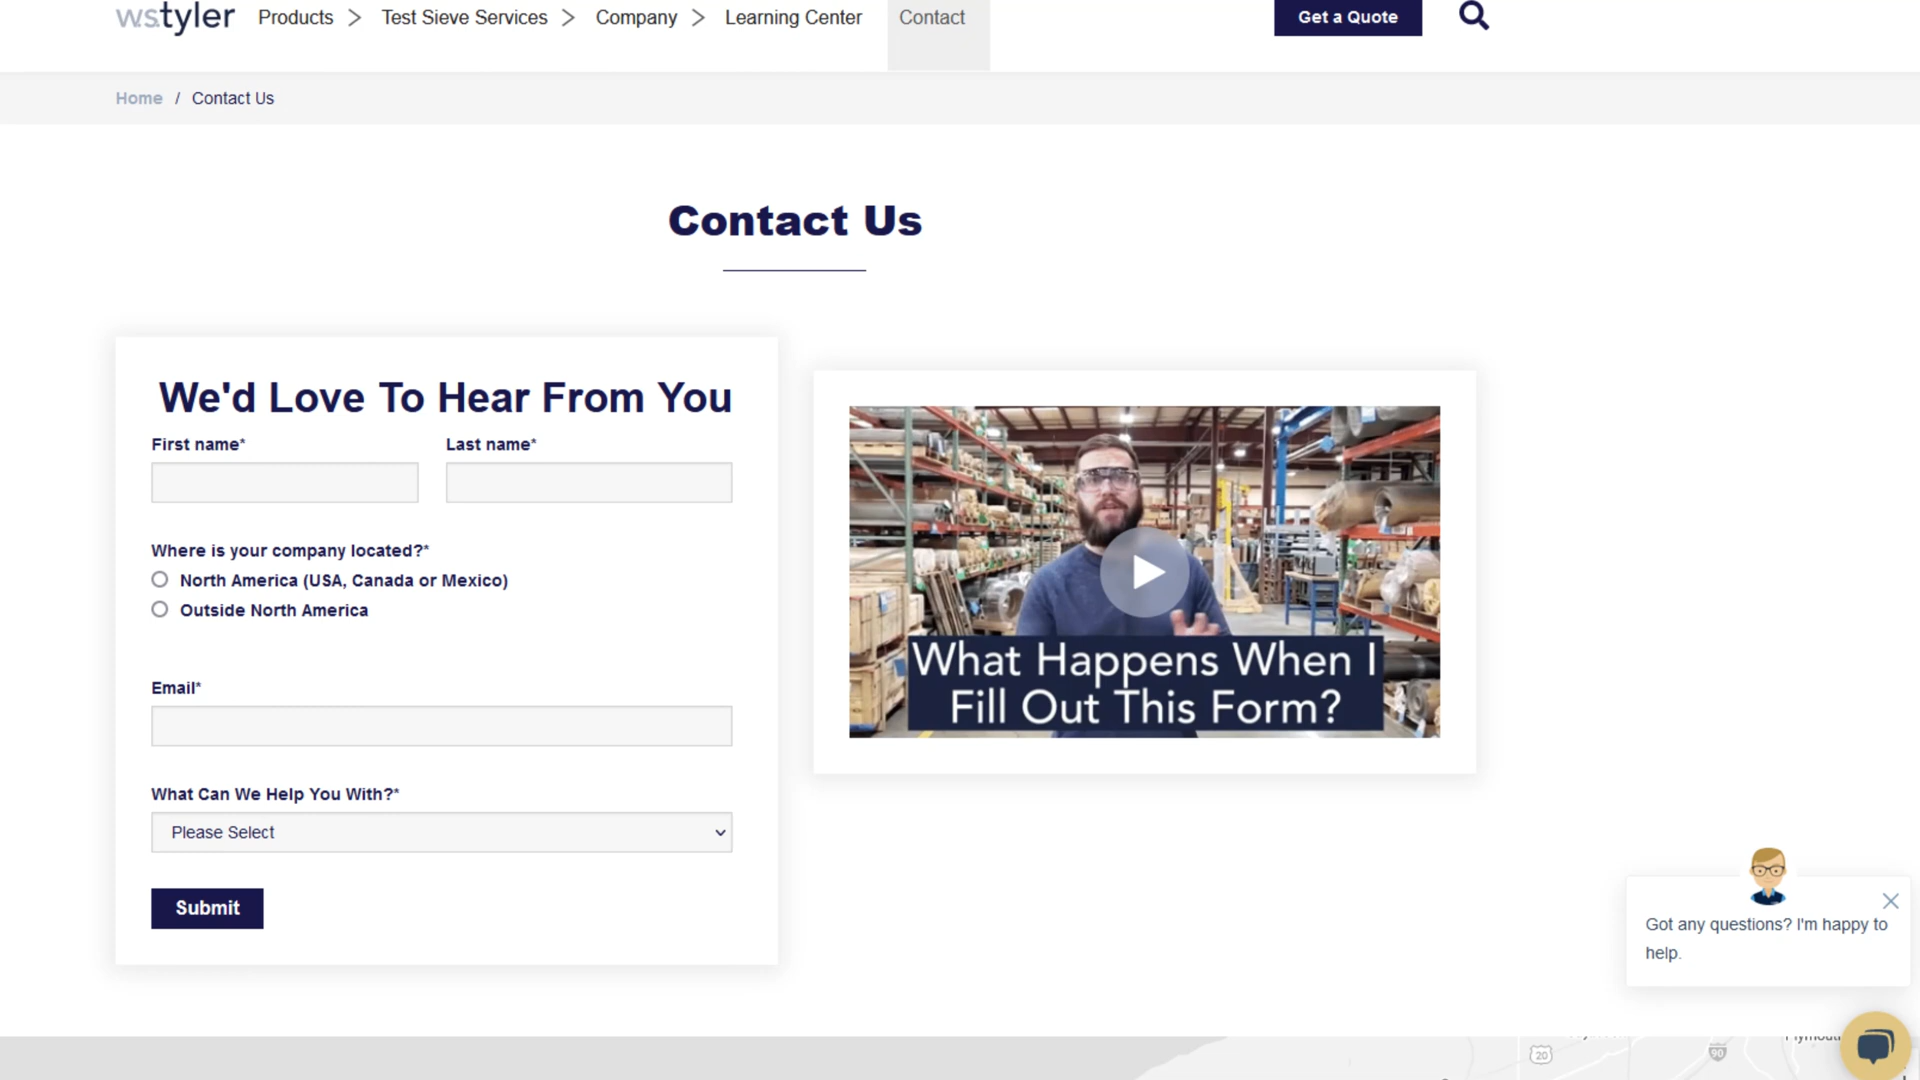 wstyler Products Test Sieve Services Company Learning Center Contact Get a Quote
Home / Contact Us
Contact Us
We'd Love To Hear From You
First name* Last name*
Where is your company located?*
North America (USA, Canada or Mexico)
Outside North America
Email*
What Can We Help You With?*
Please Select
Submit
What Happens When I
Fill Out This Form?
Got any questions? I'm happy to
help.
20
90